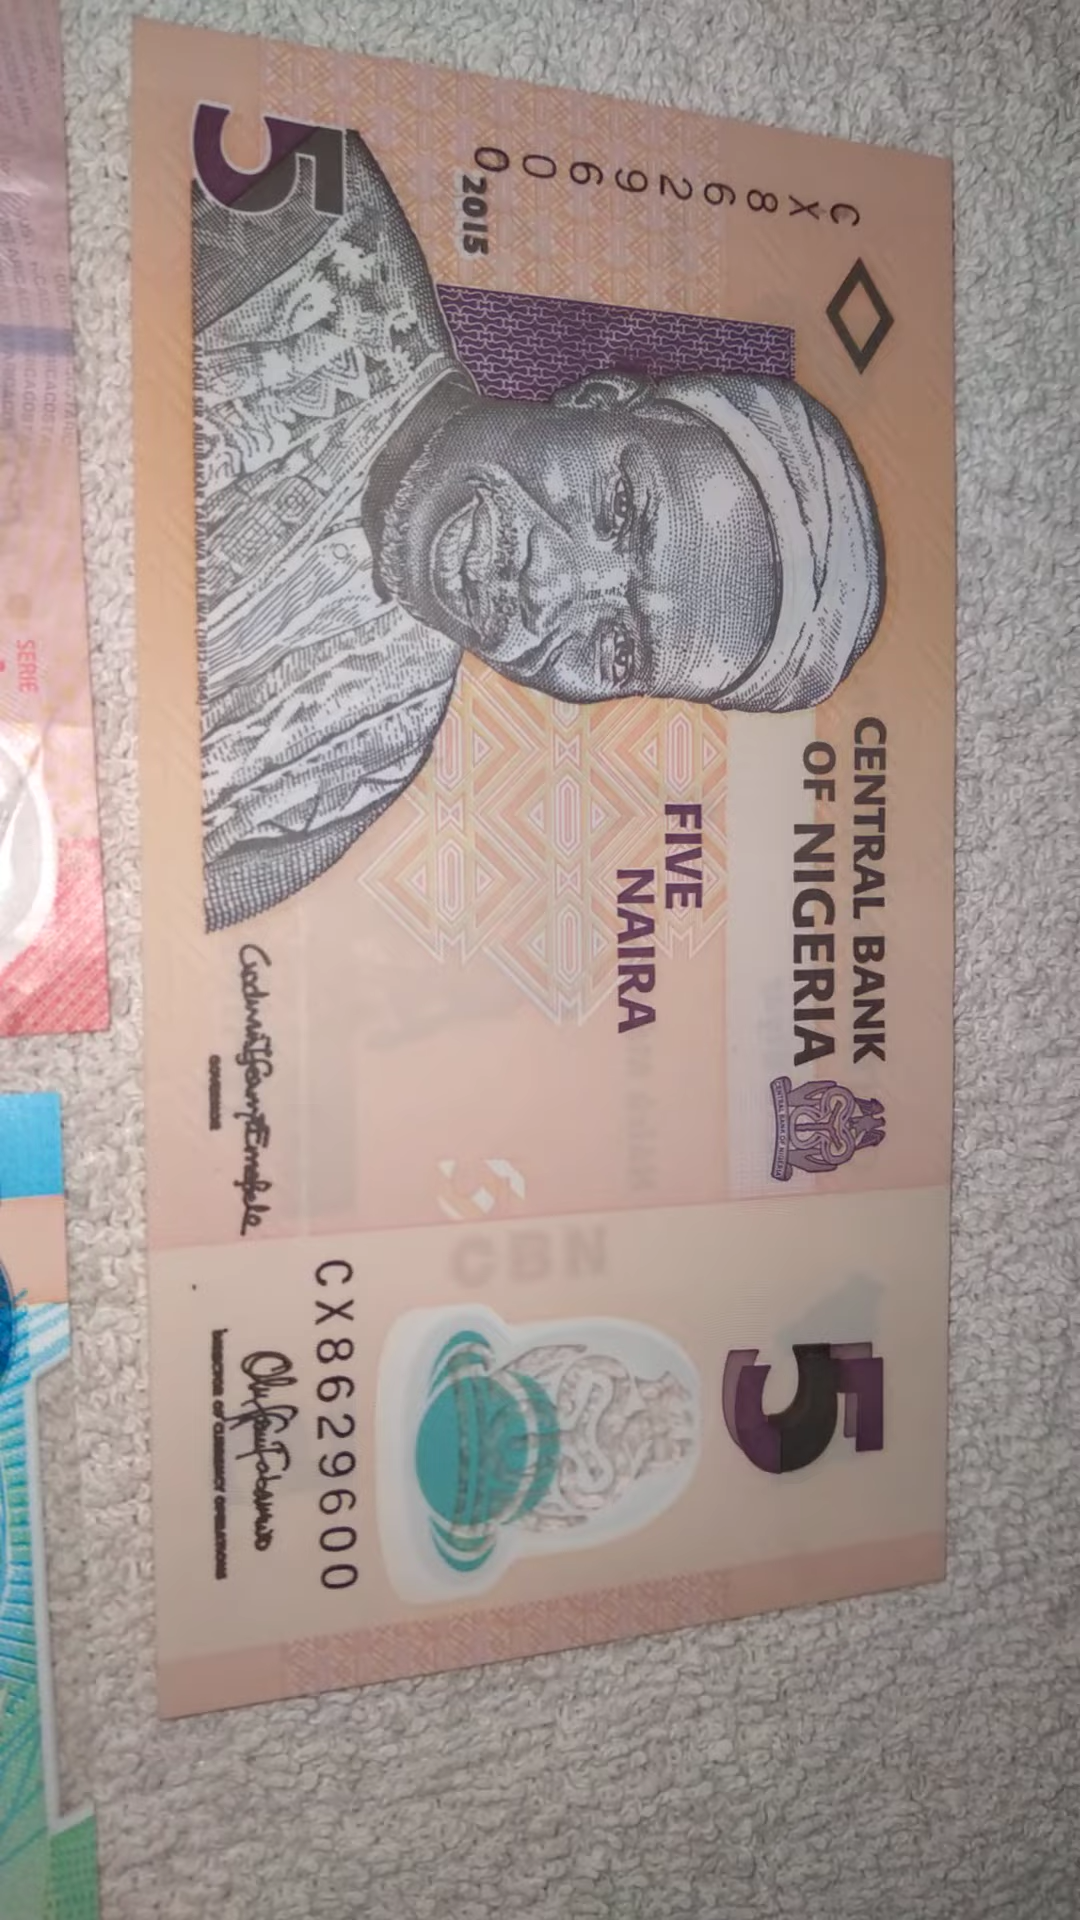 CX8629600
2015
5
CENTRAL BANK
OF NIGERIA
CENTRAL BANK OF NIGERIA
FIVE
NAIRA
GOVERNOR
CBN
5
CX8629600
DIRECTOR OF CURRENCY OPERATIONS
SERIE